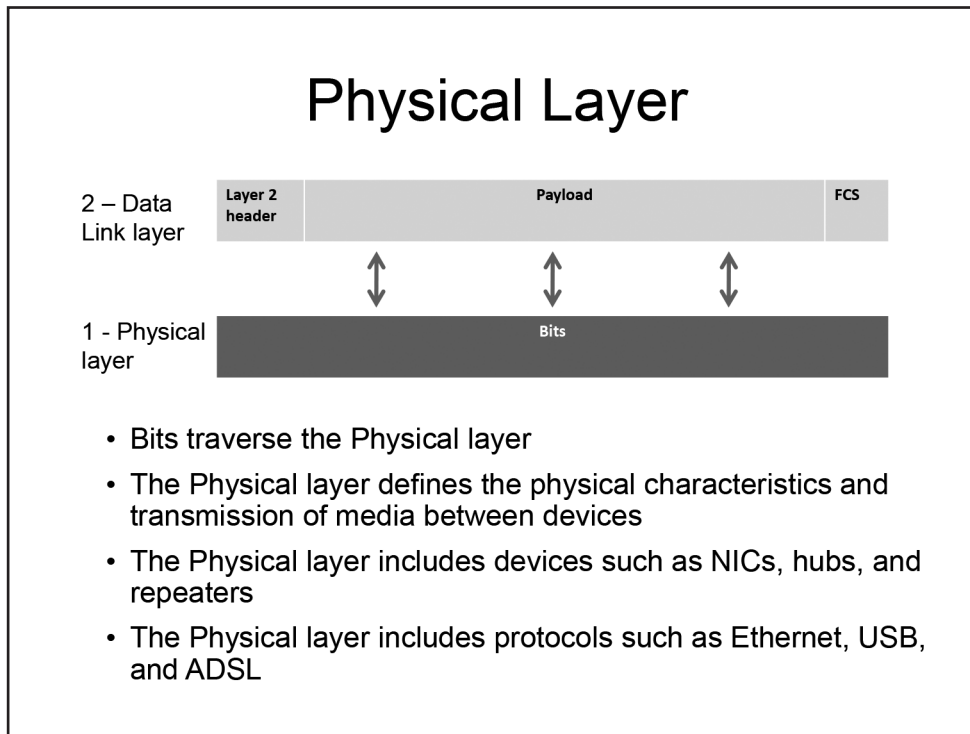 Physical Layer
2 – Data
Link layer
Layer 2
header
Payload
FCS
1 - Physical
layer
Bits
• Bits traverse the Physical layer
• The Physical layer defines the physical characteristics and
transmission of media between devices
• The Physical layer includes devices such as NICs, hubs, and
repeaters
• The Physical layer includes protocols such as Ethernet, USB,
and ADSL